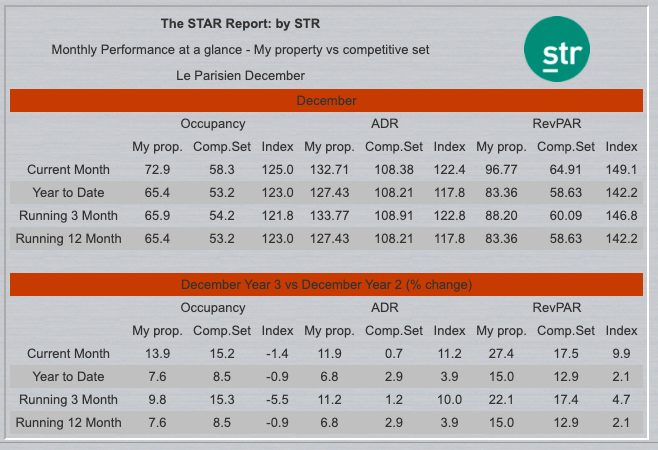 The STAR Report: by STR
Monthly Performance at a glance - My property vs competitive set
str
Le Parisien December
December
Occupancy ADR RevPAR
My prop. Comp.Set Index My prop. Comp.Set Index My prop. Comp.Set Index
Current Month 72.9 58.3 125.0 132.71 108.38 122.4 96.77 64.91 149.1
Year to Date 65.4 53.2 123.0 127.43 108.21 117.8 83.36 58.63 142.2
Running 3 Month 65.9 54.2 121.8 133.77 108.91 122.8 88.20 60.09 146.8
Running 12 Month 65.4 53.2 123.0 127.43 108.21 117.8 83.36 58.63 142.2
December Year 3 vs December Year 2 (% change)
Occupancy ADR RevPAR
My prop. Comp.Set Index My prop. Comp.Set Index My prop. Comp.Set Index
Current Month 13.9 15.2 -1.4 11.9 0.7 11.2 27.4 17.5 9.9
Year to Date 7.6 8.5 -0.9 6.8 2.9 3.9 15.0 12.9 2.1
Running 3 Month 9.8 15.3 -5.5 11.2 1.2 10.0 22.1 17.4 4.7
Running 12 Month 7.6 8.5 -0.9 6.8 2.9 3.9 15.0 12.9 2.1